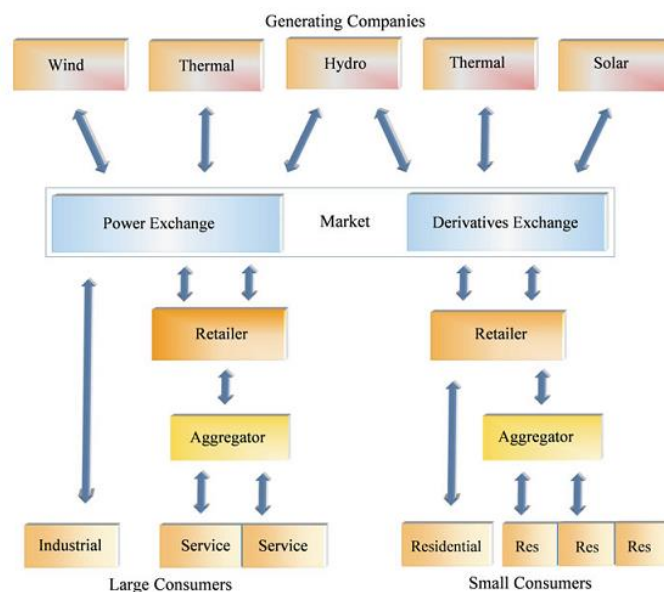 Generating Companies
Wind
Thermal
Hydro
Thermal
Solar
Power Exchange
Market
Derivatives Exchange
Retailer
Retailer
Aggregator
Aggregator
Industrial
Service
Service
Residential
Res
Res
Res
Large Consumers
Small Consumers